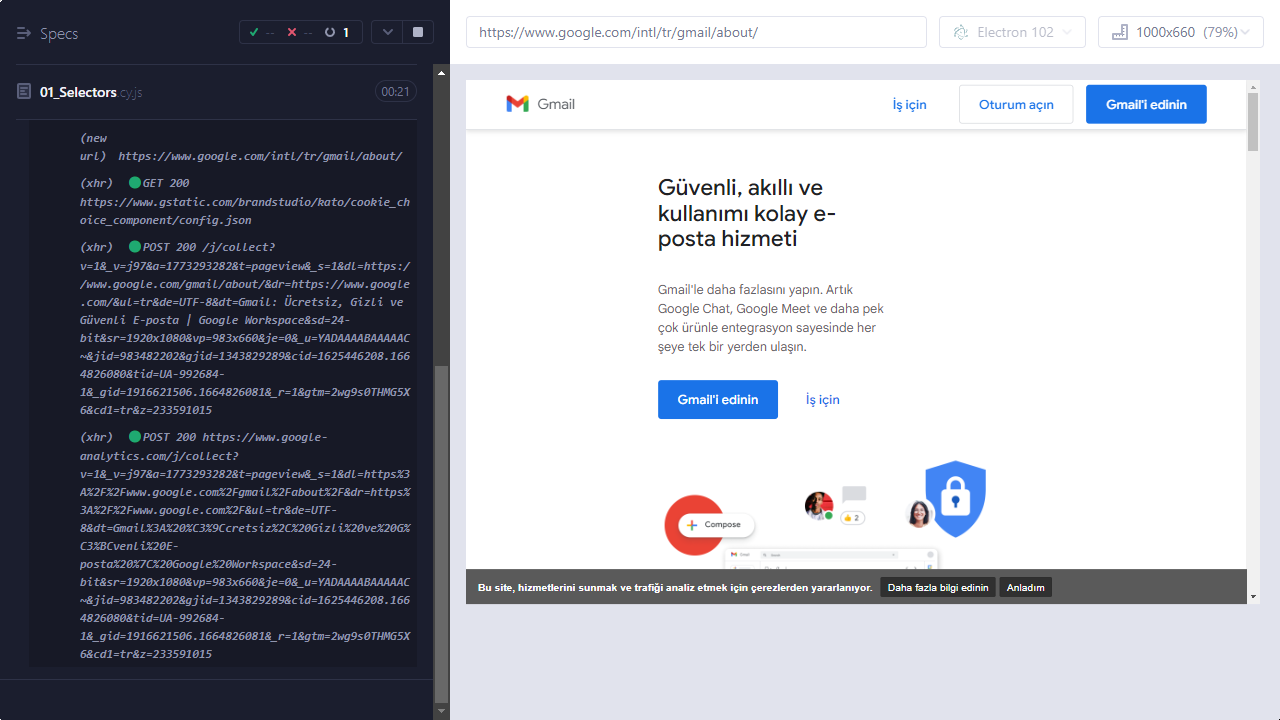 Specs
-- -- 1
01_Selectors.cy.js 00:21
(new
url) https://www.google.com/intl/tr/gmail/about/
(xhr) GET 200
https://www.gstatic.com/brandstudio/kato/cookie_ch
oice_component/config.json
(xhr) POST 200 /j/collect?
v=1&_v=j97&a=1773293282&t=pageview&_s=1&dl=https:/
/www.google.com/gmail/about/&dr=https://www.google
.com/&ul=tr&de=UTF-8&dt=Gmail: Ücretsiz, Gizli ve
Güvenli E-posta | Google Workspace&sd=24-
bit&sr=1920x1080&vp=983x660&je=0&_u=YADAAAABAAAAAC
~&jid=983482202&gjid=1343829289&cid=1625446208.166
4826080&tid=UA-992684-
1&_gid=1916621506.1664826081&_r=1&gtm=2wg9s0THMG5X
6&cd1=tr&z=233591015
(xhr) POST 200 https://www.google-
analytics.com/j/collect?
v=1&_v=j97&a=1773293282&t=pageview&_s=1&dl=https%3
A%2F%2Fwww.google.com%2Fgmail%2Fabout%2F&dr=https%
3A%2F%2Fwww.google.com%2F&ul=tr&de=UTF-
8&dt=Gmail%3A%20%C3%9Ccretsiz%2C%20Gizli%20ve%20G%
C3%BCvenli%20E-
posta%20%7C%20Google%20Workspace&sd=24-
bit&sr=1920x1080&vp=983x660&je=0&_u=YADAAAABAAAAAC
~&jid=983482202&gjid=1343829289&cid=1625446208.166
4826080&tid=UA-992684-
1&_gid=1916621506.1664826081&_r=1&gtm=2wg9s0THMG5X
6&cd1=tr&z=233591015
https://www.google.com/intl/tr/gmail/about/
Electron 102
1000x660 (79%)
Gmail
İş için
Oturum açın
Gmail'i edinin
Güvenli, akıllı ve
kullanımı kolay e-
posta hizmeti
Gmail'le daha fazlasını yapın. Artık
Google Chat, Google Meet ve daha pek
çok ürünle entegrasyon sayesinde her
şeye tek bir yerden ulaşın.
Gmail'i edinin
İş için
Compose
2
Gmail
Bu site, hizmetlerini sunmak ve trafiği analiz etmek için çerezlerden yararlanıyor.
Daha fazla bilgi edinin
Anladım